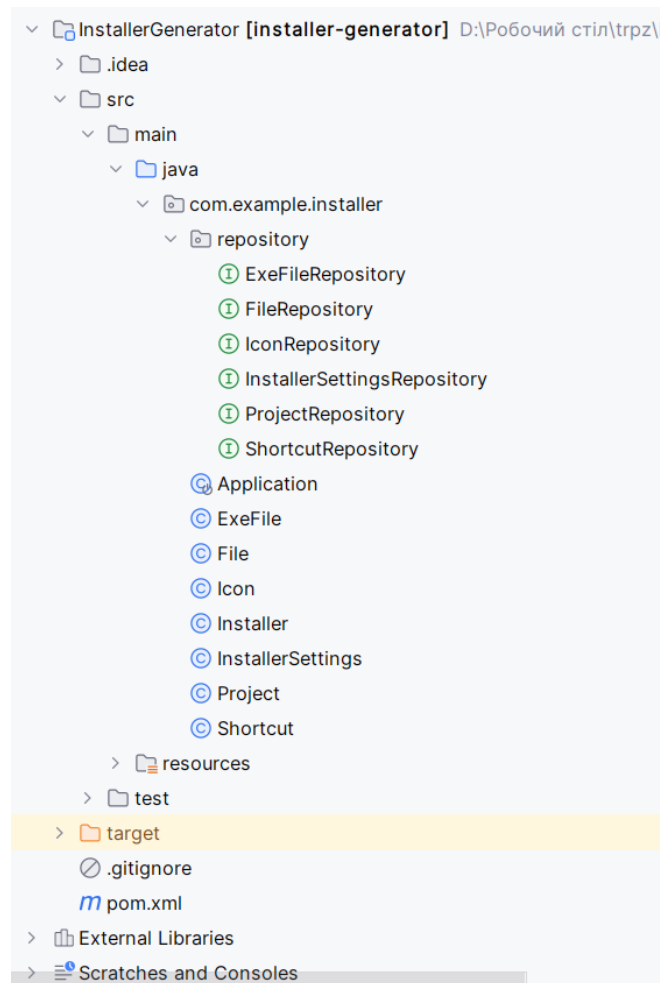 InstallerGenerator [installer-generator] D:\Робочий стіл\trpz\
.idea
src
main
java
com.example.installer
repository
ExeFileRepository
FileRepository
IconRepository
InstallerSettingsRepository
ProjectRepository
ShortcutRepository
Application
ExeFile
File
Icon
Installer
InstallerSettings
Project
Shortcut
resources
test
target
.gitignore
pom.xml
External Libraries
Scratches and Consoles